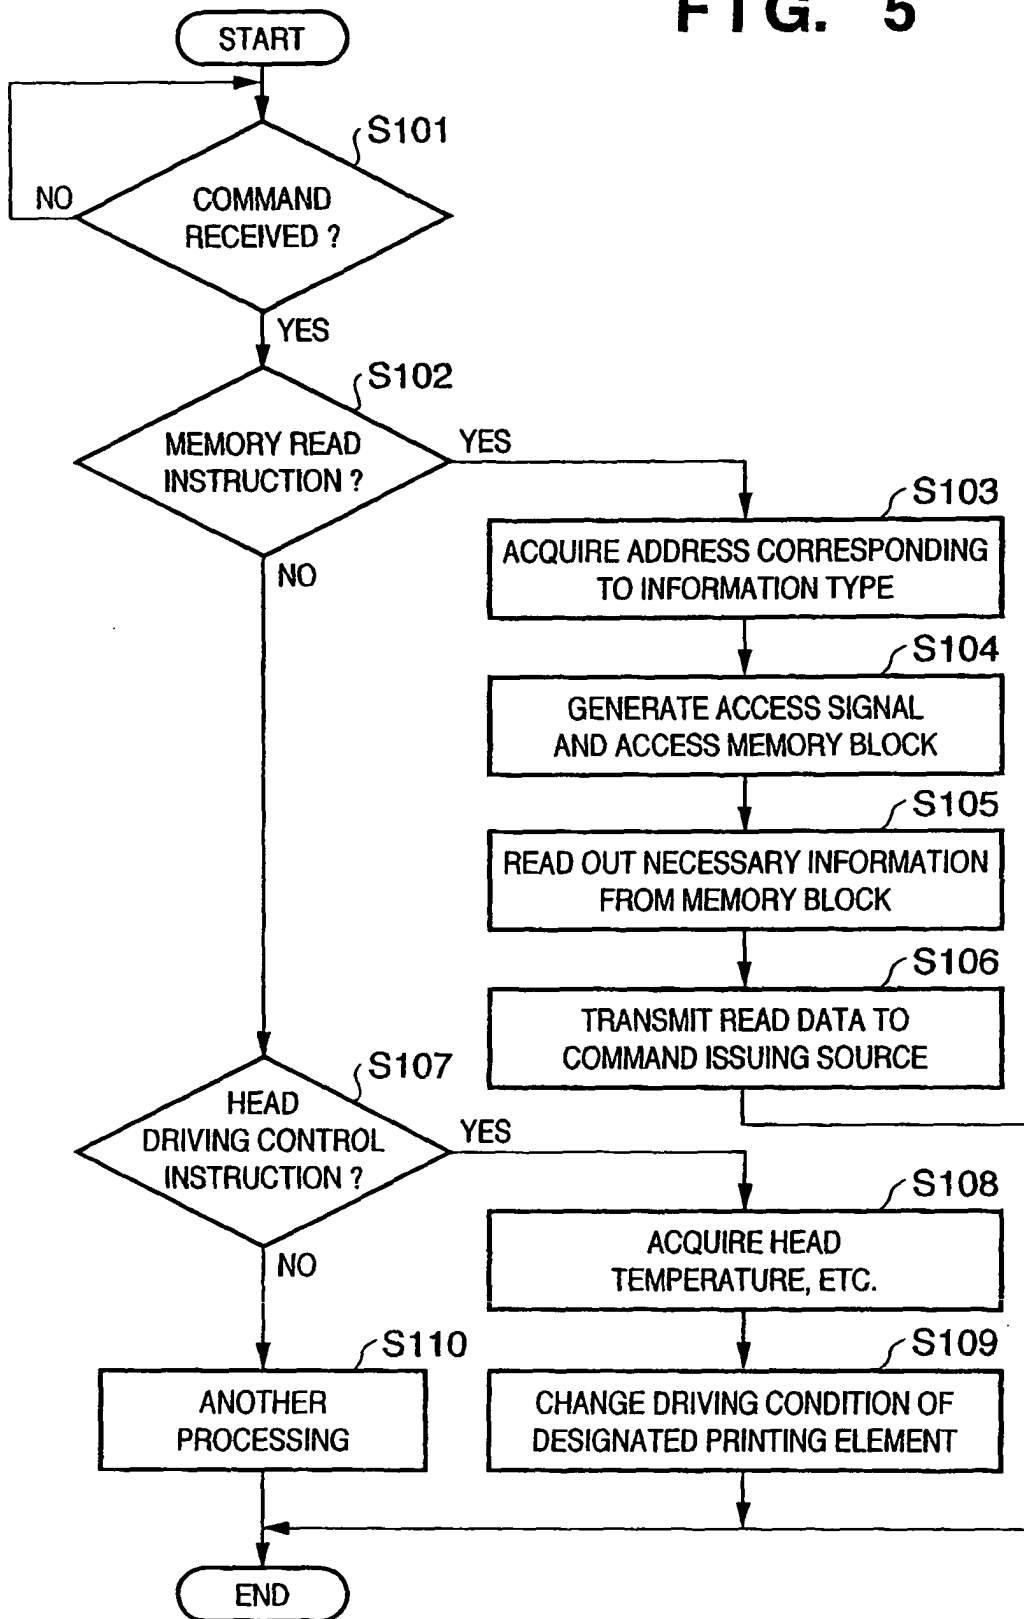 FIG. 5
START
S101
NO
COMMAND
RECEIVED ?
YES
S102
MEMORY READ
INSTRUCTION ?
YES
NO
S103
ACQUIRE ADDRESS CORRESPONDING
TO INFORMATION TYPE
S104
GENERATE ACCESS SIGNAL
AND ACCESS MEMORY BLOCK
S105
READ OUT NECESSARY INFORMATION
FROM MEMORY BLOCK
S106
TRANSMIT READ DATA TO
COMMAND ISSUING SOURCE
S107
HEAD
DRIVING CONTROL
INSTRUCTION ?
YES
NO
S108
ACQUIRE HEAD
TEMPERATURE, ETC.
S109
CHANGE DRIVING CONDITION OF
DESIGNATED PRINTING ELEMENT
S110
ANOTHER
PROCESSING
END